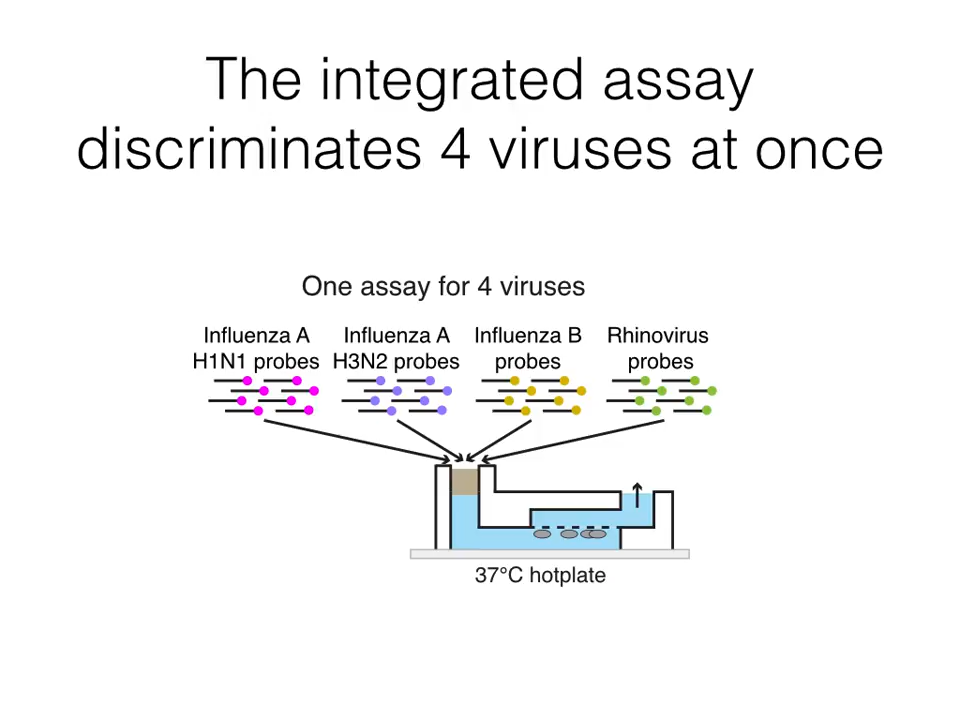 The integrated assay
discriminates 4 viruses at once
One assay for 4 viruses
Influenza A
H1N1 probes
Influenza A
H3N2 probes
Influenza B
probes
Rhinovirus
probes
37°C hotplate